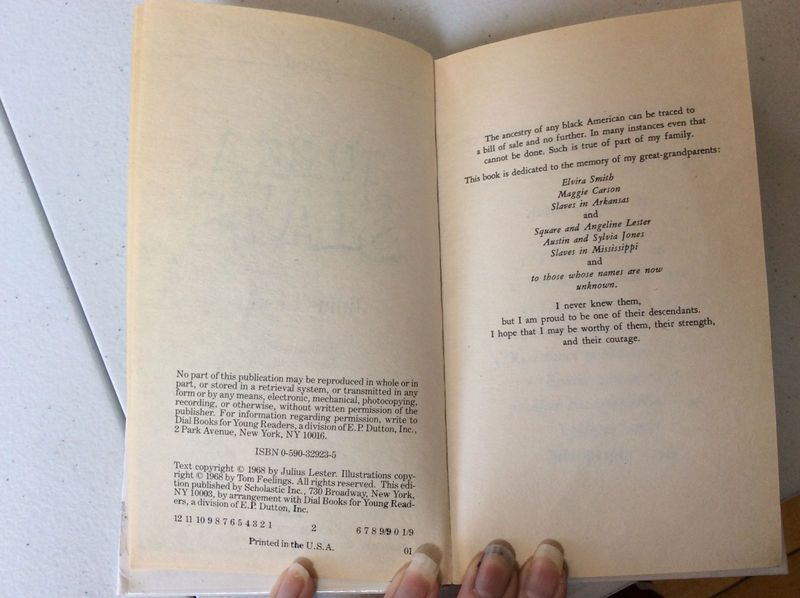 No part of this publication may be reproduced in whole or in
part, or stored in a retrieval system, or transmitted in any
form or by any means, electronic, mechanical, photocopying,
recording, or otherwise, without written permission of the
publisher. For information regarding permission, write to
Dial Books for Young Readers, a division of E.P. Dutton, Inc.,
2 Park Avenue, New York, NY 10016.
ISBN 0-590-32923-5
Text copyright © 1968 by Julius Lester. Illustrations copy-
right © 1968 by Tom Feelings. All rights reserved. This edi-
tion published by Scholastic Inc., 730 Broadway, New York,
NY 10003, by arrangement with Dial Books for Young Read-
ers, a division of E.P. Dutton, Inc.
12 11 10 9 8 7 6 5 4 3 2 1 2 6 7 8 9/9 0 1/9
Printed in the U.S.A. 01
The ancestry of any black American can be traced to
a bill of sale and no further. In many instances even that
cannot be done. Such is true of part of my family.
This book is dedicated to the memory of my great-grandparents:
Elvira Smith
Maggie Carson
Slaves in Arkansas
and
Square and Angeline Lester
Austin and Sylvia Jones
Slaves in Mississippi
and
to those whose names are now
unknown.
I never knew them,
but I am proud to be one of their descendants.
I hope that I may be worthy of them, their strength,
and their courage.